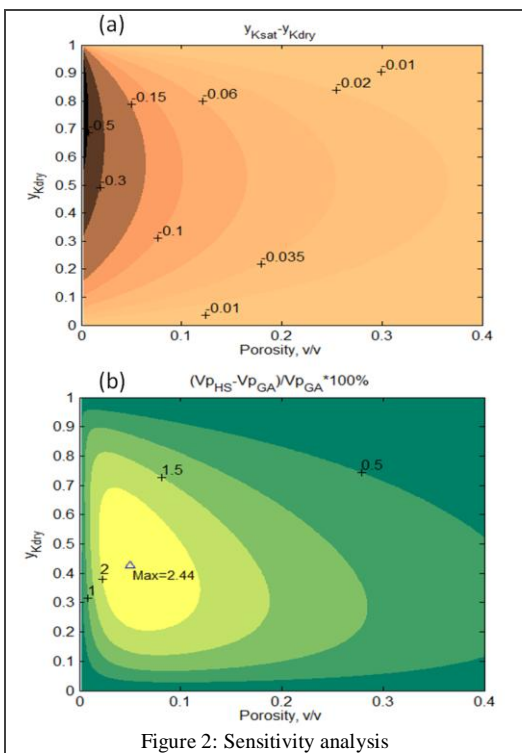 (a)
y_Ksat-y_Kdry
1
0.9
0.8
0.7
0.6
0.5
0.4
0.3
0.2
0.1
0
y_Kdry
-0.01
-0.02
-0.06
-0.15
-0.5
-0.3
-0.1
-0.035
-0.01
0 0.1 0.2 0.3 0.4
Porosity, v/v
(b)
(Vp_HS-Vp_GA)/Vp_GA*100%
1
0.9
0.8
0.7
0.6
0.5
0.4
0.3
0.2
0.1
0
y_Kdry
0.5
1.5
2
Max=2.44
1
0 0.1 0.2 0.3 0.4
Porosity, v/v
Figure 2: Sensitivity analysis